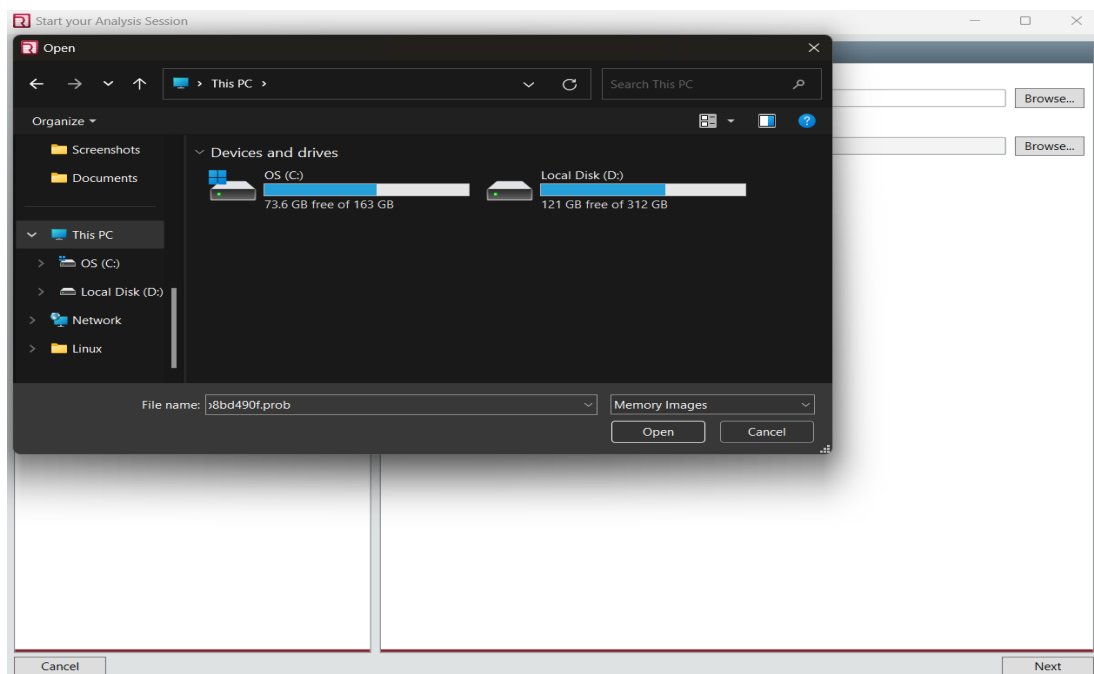 Start your Analysis Session
Open
This PC
Search This PC
Browse...
Organize
Browse...
Screenshots
Devices and drives
Documents
OS (C:)
73.6 GB free of 163 GB
Local Disk (D:)
121 GB free of 312 GB
This PC
OS (C:)
Local Disk (D:)
Network
Linux
File name:
8bd490f.prob
Memory Images
Open
Cancel
Cancel
Next